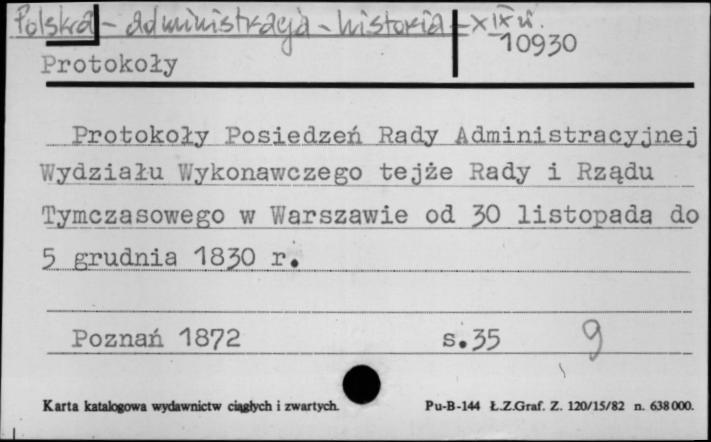 Polska - administracja - historia - XIX w.
10930
Protokoły
Protokoły Posiedzeń Rady Administracyjnej
Wydziału Wykonawczego tejże Rady i Rządu
Tymczasowego w Warszawie od 30 listopada do
5 grudnia 1830 r.
Poznań 1872 s.35 9
Karta katalogowa wydawnictw ciągłych i zwartych. Pu-B-144 Ł.Z.Graf. Z. 120/15/82 n. 638000.